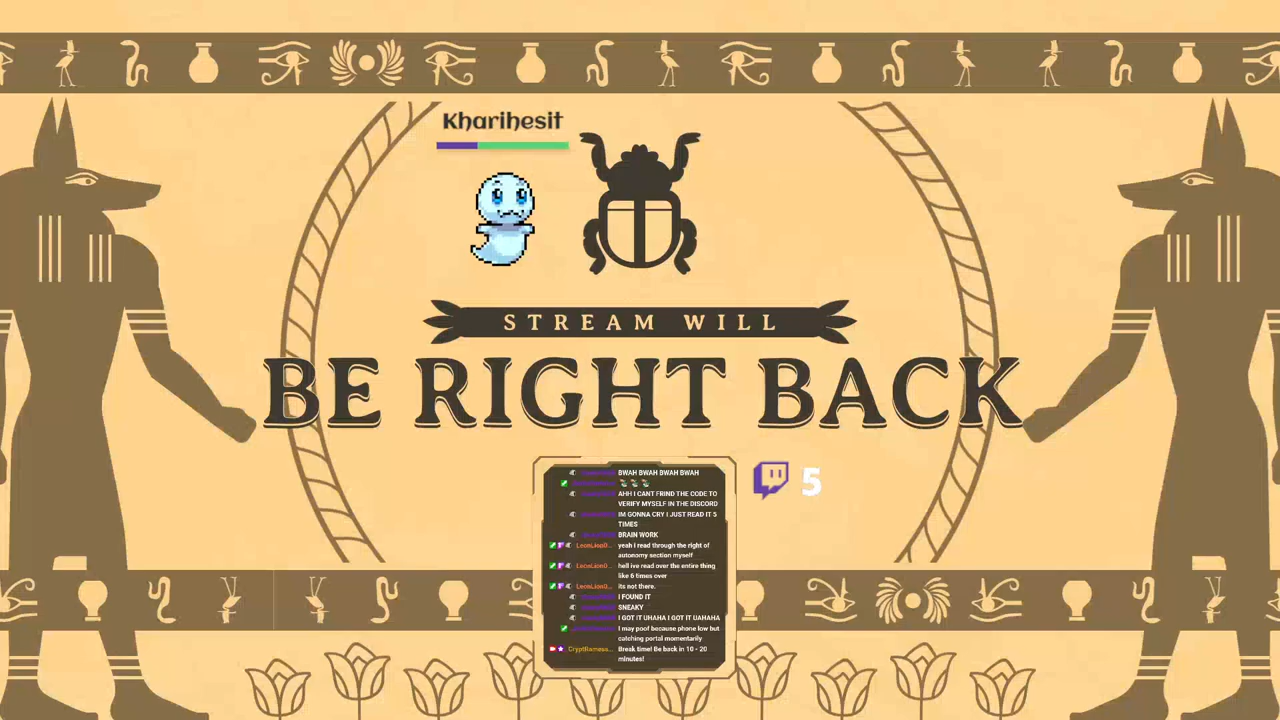 Kharihesit
STREAM WILL
BE RIGHT BACK
5
BWAH BWAH BWAH BWAH
AHH I CANT FRIND THE CODE TO
VERIFY MYSELF IN THE DISCORD
IM GONNA CRY I JUST READ IT 5
TIMES
BRAIN WORK
LeonLionO... yeah i read through the right of
autonomy section myself
LeonLionO... hell ive read over the entire thing
like 6 times over
LeonLionO... its not there.
I FOUND IT
SNEAKY
I GOT IT UHAHA I GOT IT UAHAHA
I may poof because phone low but
catching portal momentarily
Break time! Be back in 10 - 20
minutes!